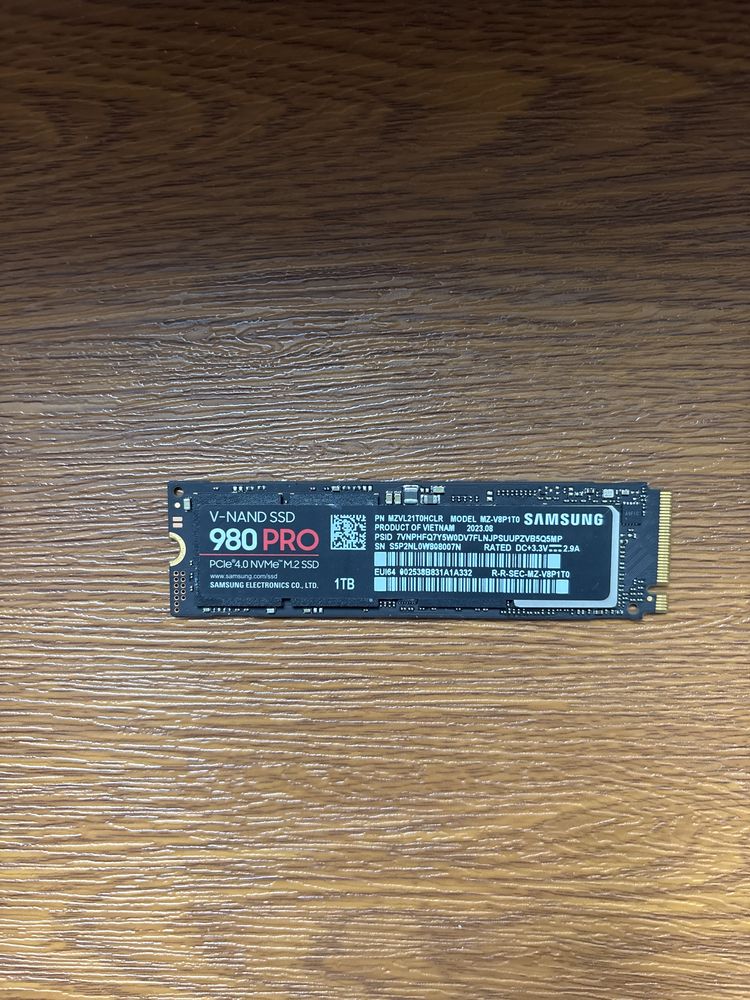 V-NAND SSD
980 PRO
PCIe®4.0 NVMe™ M.2 SSD
www.samsung.com/ssd
SAMSUNG ELECTRONICS CO., LTD.
1TB
PN MZVL21T0HCLR MODEL MZ-V8P1T0
SAMSUNG
PRODUCT OF VIETNAM 2023.08
PSID 7VNPHFQ7Y5W0DV7FLNJPSUUPZVB5Q5MP
SN S5P2NL0W808007N RATED DC+3.3V 2.9A
EUI64 002538B831A1A332 R-R-SEC-MZ-V8P1T0